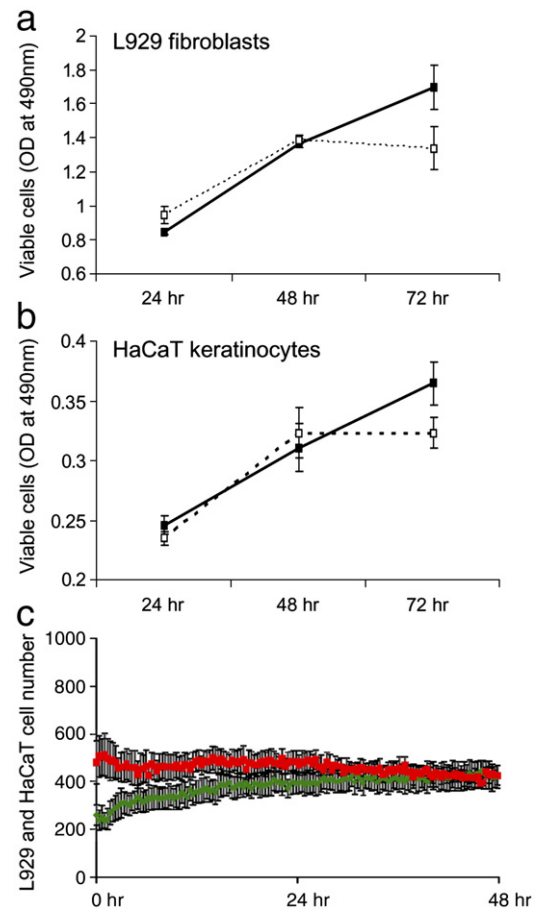 a
L929 fibroblasts
Viable cells (OD at 490nm)
2
1.8
1.6
1.4
1.2
1
0.8
0.6
24 hr 48 hr 72 hr
b
HaCaT keratinocytes
Viable cells (OD at 490nm)
0.4
0.35
0.3
0.25
0.2
24 hr 48 hr 72 hr
c
L929 and HaCaT cell number
1000
800
600
400
200
0
0 hr 24 hr 48 hr